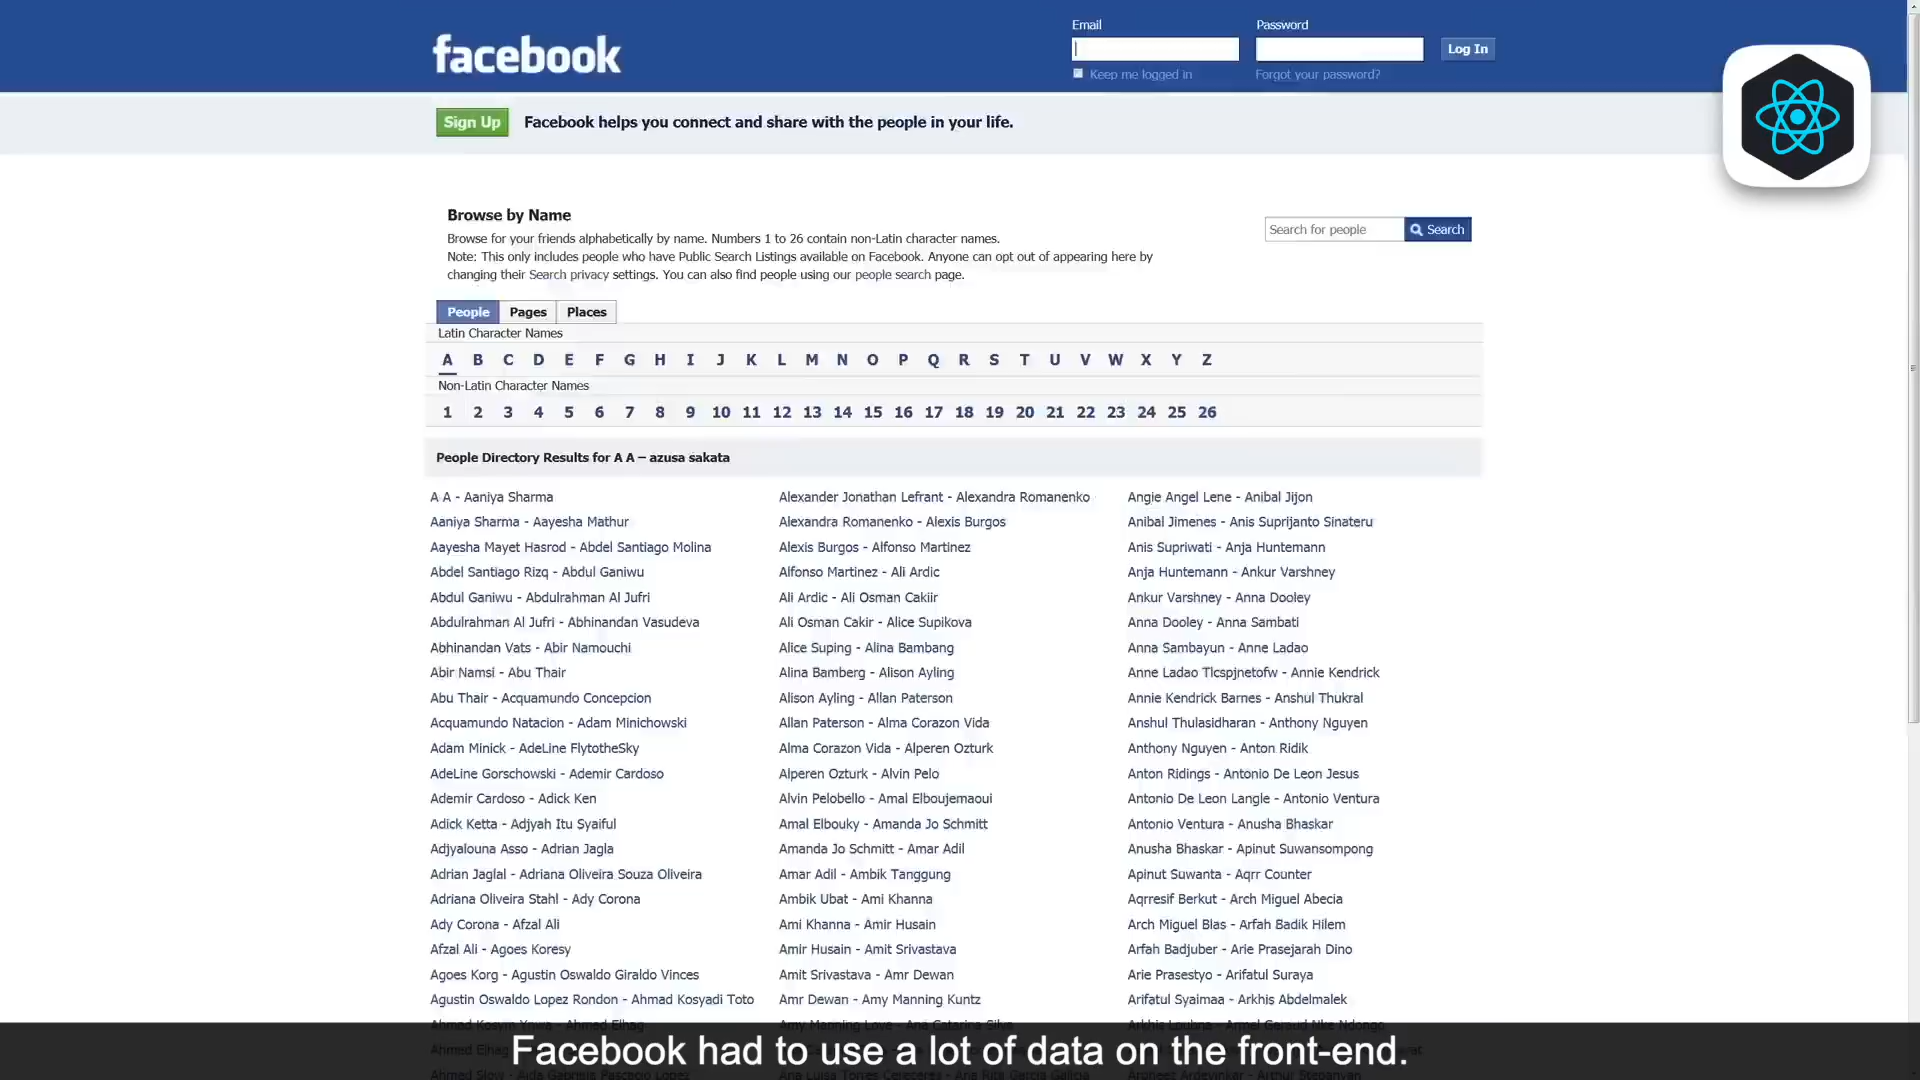 facebook
Email
Password
Log In
Keep me logged in
Forgot your password?
Sign Up
Facebook helps you connect and share with the people in your life.
Browse by Name
Browse for your friends alphabetically by name. Numbers 1 to 26 contain non-Latin character names.
Note: This only includes people who have Public Search Listings available on Facebook. Anyone can opt out of appearing here by
changing their Search privacy settings. You can also find people using our people search page.
Search for people
Search
People Pages Places
Latin Character Names
A B C D E F G H I J K L M N O P Q R S T U V W X Y Z
Non-Latin Character Names
1 2 3 4 5 6 7 8 9 10 11 12 13 14 15 16 17 18 19 20 21 22 23 24 25 26
People Directory Results for A A – azusa sakata
A A - Aaniya Sharma
Aaniya Sharma - Aayesha Mathur
Aayesha Mayet Hasrod - Abdel Santiago Molina
Abdel Santiago Rizq - Abdul Ganiwu
Abdul Ganiwu - Abdulrahman Al Jufri
Abdulrahman Al Jufri - Abhinandan Vasudeva
Abhinandan Vats - Abir Namouchi
Abir Namsi - Abu Thair
Abu Thair - Acquamundo Concepcion
Acquamundo Natacion - Adam Minichowski
Adam Minick - AdeLine FlytotheSky
AdeLine Gorschowski - Ademir Cardoso
Ademir Cardoso - Adick Ken
Adick Ketta - Adjyah Itu Syaiful
Adjyalouna Asso - Adrian Jagla
Adrian Jaglal - Adriana Oliveira Souza Oliveira
Adriana Oliveira Stahl - Ady Corona
Ady Corona - Afzal Ali
Afzal Ali - Agoes Koresy
Agoes Korg - Agustin Oswaldo Giraldo Vinces
Agustin Oswaldo Lopez Rondon - Ahmad Kosyadi Toto
Alexander Jonathan Lefrant - Alexandra Romanenko
Alexandra Romanenko - Alexis Burgos
Alexis Burgos - Alfonso Martinez
Alfonso Martinez - Ali Ardic
Ali Ardic - Ali Osman Cakiir
Ali Osman Cakir - Alice Supikova
Alice Suping - Alina Bambang
Alina Bamberg - Alison Ayling
Alison Ayling - Allan Paterson
Allan Paterson - Alma Corazon Vida
Alma Corazon Vida - Alperen Ozturk
Alperen Ozturk - Alvin Pelo
Alvin Pelobello - Amal Elboujemaoui
Amal Elbouky - Amanda Jo Schmitt
Amanda Jo Schmitt - Amar Adil
Amar Adil - Ambik Tanggung
Ambik Ubat - Ami Khanna
Ami Khanna - Amir Husain
Amir Husain - Amit Srivastava
Amit Srivastava - Amr Dewan
Amr Dewan - Amy Manning Kuntz
Angie Angel Lene - Anibal Jijon
Anibal Jimenes - Anis Suprijanto Sinateru
Anis Supriwati - Anja Huntemann
Anja Huntemann - Ankur Varshney
Ankur Varshney - Anna Dooley
Anna Dooley - Anna Sambati
Anna Sambayun - Anne Ladao
Anne Ladao Tlcspjnetofw - Annie Kendrick
Annie Kendrick Barnes - Anshul Thukral
Anshul Thulasidharan - Anthony Nguyen
Anthony Nguyen - Anton Ridik
Anton Ridings - Antonio De Leon Jesus
Antonio De Leon Langle - Antonio Ventura
Antonio Ventura - Anusha Bhaskar
Anusha Bhaskar - Apinut Suwansompong
Apinut Suwanta - Aqrr Counter
Aqrresif Berkut - Arch Miguel Abecia
Arch Miguel Blas - Arfah Badik Hilem
Arfah Badjuber - Arie Prasejarah Dino
Arie Prasestyo - Arifatul Suraya
Arifatul Syaimaa - Arkhis Abdelmalek
Facebook had to use a lot of data on the front-end.